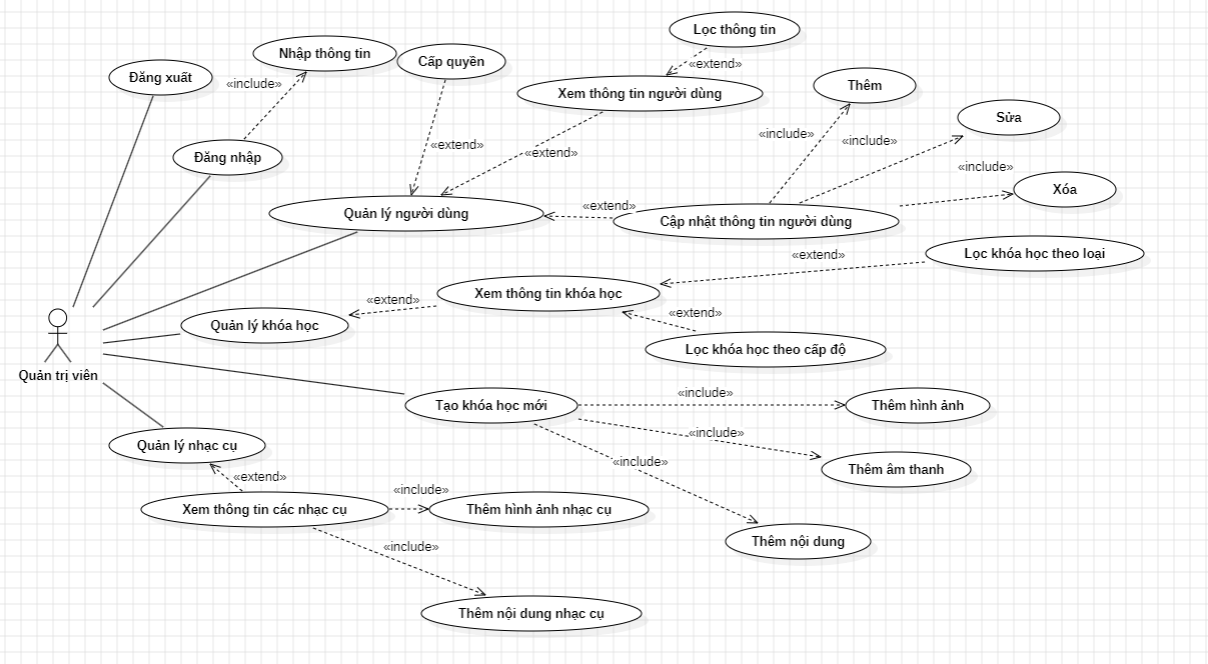 Lọc thông tin
Nhập thông tin
Cấp quyền
«extend»
Đăng xuất
«include»
Xem thông tin người dùng
Thêm
Sửa
«include»
«include»
«extend»
«extend»
Đăng nhập
«include»
Xóa
Quản lý người dùng
«extend»
Cập nhật thông tin người dùng
«extend»
Lọc khóa học theo loại
Xem thông tin khóa học
«extend»
«extend»
Quản lý khóa học
Lọc khóa học theo cấp độ
Quản trị viên
«include»
Tạo khóa học mới
Thêm hình ảnh
«include»
Quản lý nhạc cụ
«include»
Thêm âm thanh
«extend»
«include»
Xem thông tin các nhạc cụ
Thêm hình ảnh nhạc cụ
Thêm nội dung
«include»
Thêm nội dung nhạc cụ